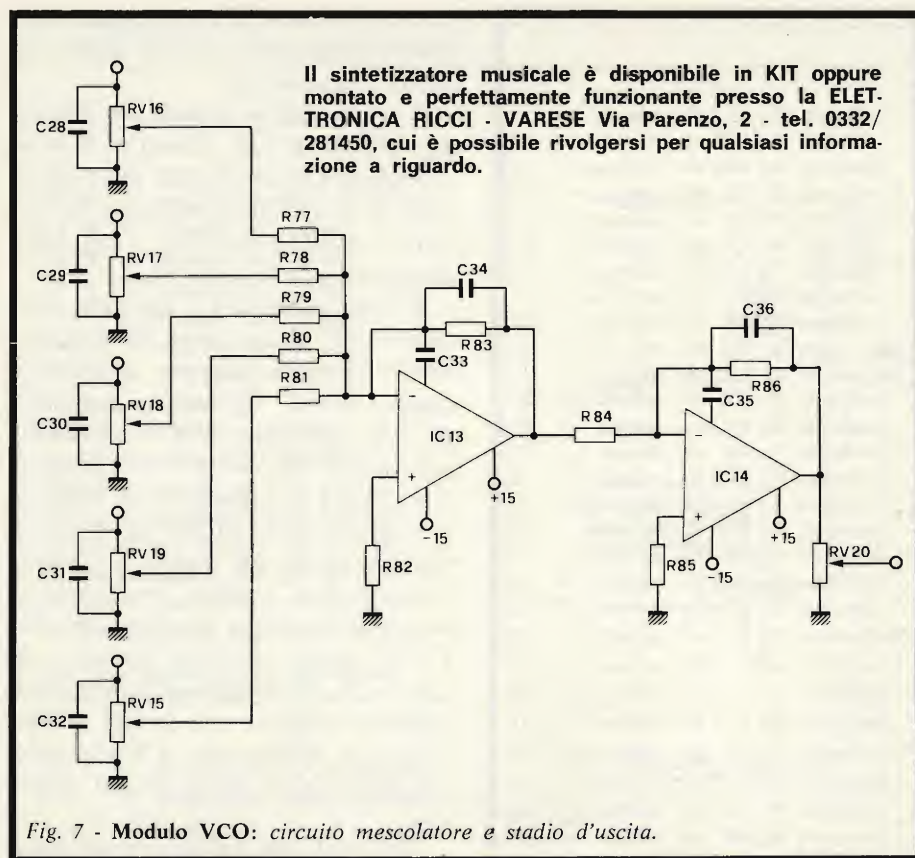 Il sintetizzatore musicale è disponibile in KIT oppure
montato e perfettamente funzionante presso la ELET-
TRONICA RICCI - VARESE Via Parenzo, 2 - tel. 0332/
281450, cui è possibile rivolgersi per qualsiasi informa-
zione a riguardo.
C28
RV16
C29
RV17
C30
RV18
C31
RV19
C32
RV15
R77
R78
R79
R80
R81
C34
R83
C33
-
IC13
+
-15
+15
R82
R84
C36
R86
C35
-
IC14
+
-15
+15
R85
RV20
Fig. 7 - Modulo VCO: circuito mescolatore e stadio d'uscita.